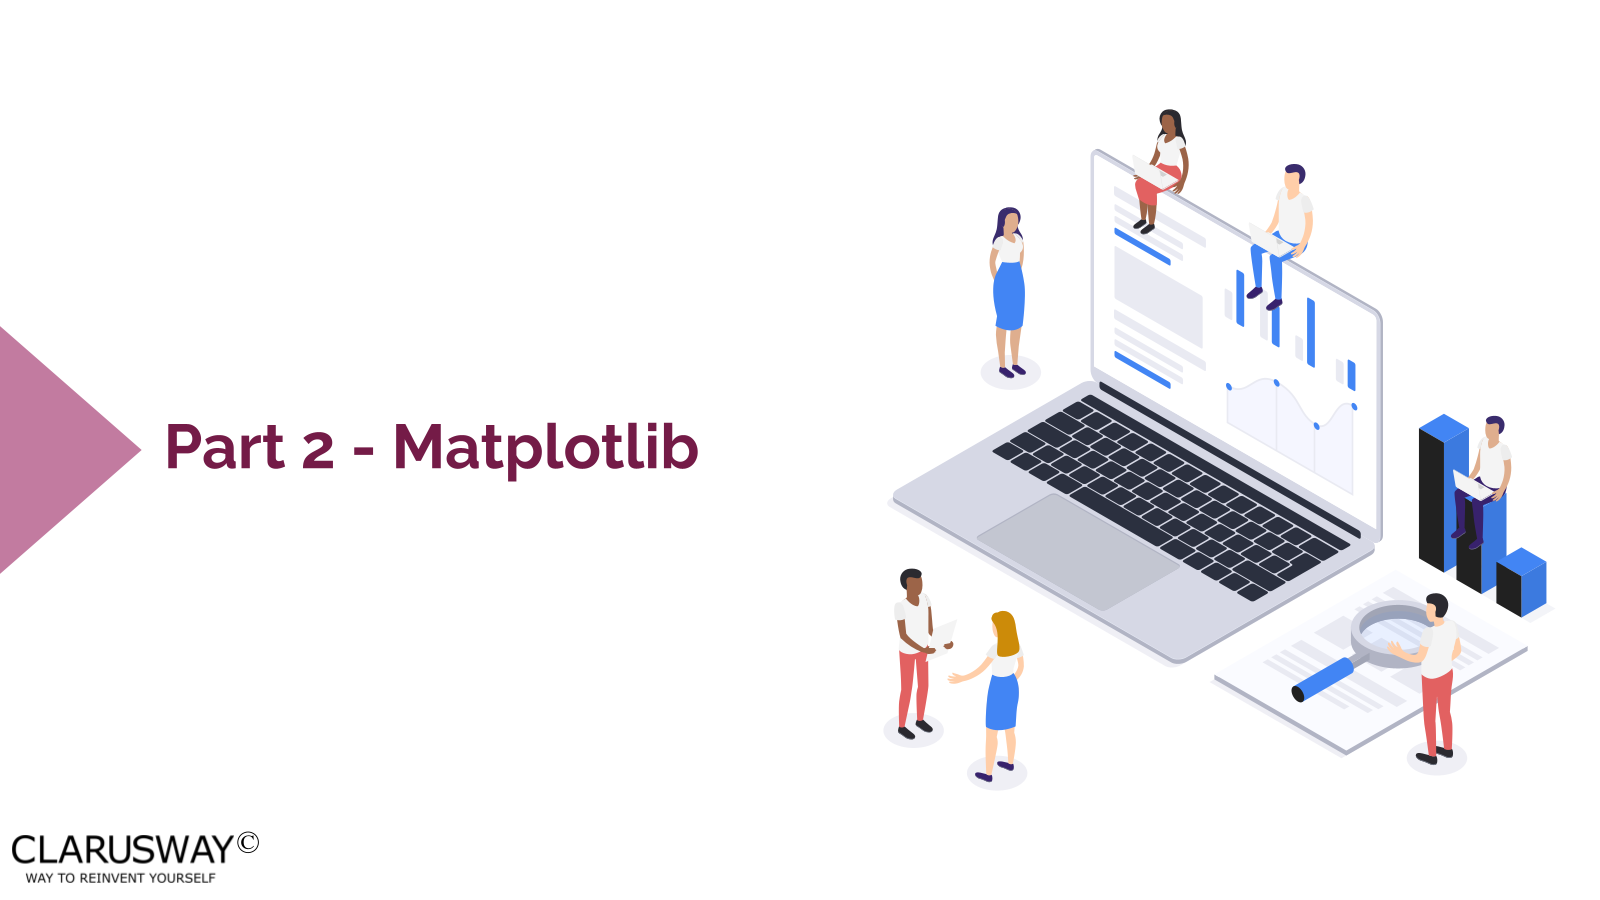 Part 2 - Matplotlib
CLARUSWAY©
WAY TO REINVENT YOURSELF